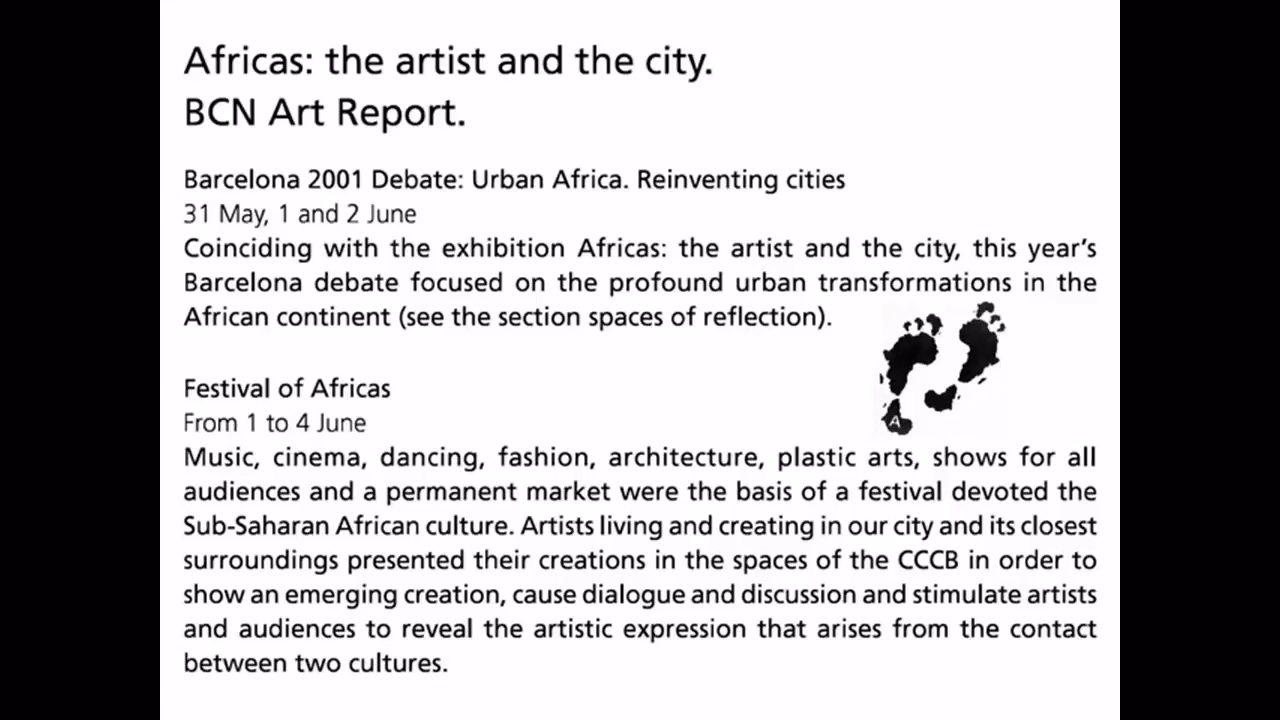 Africas: the artist and the city.
BCN Art Report.
Barcelona 2001 Debate: Urban Africa. Reinventing cities
31 May, 1 and 2 June
Coinciding with the exhibition Africas: the artist and the city, this year's
Barcelona debate focused on the profound urban transformations in the
African continent (see the section spaces of reflection).
Festival of Africas
From 1 to 4 June
A
Music, cinema, dancing, fashion, architecture, plastic arts, shows for all
audiences and a permanent market were the basis of a festival devoted the
Sub-Saharan African culture. Artists living and creating in our city and its closest
surroundings presented their creations in the spaces of the CCCB in order to
show an emerging creation, cause dialogue and discussion and stimulate artists
and audiences to reveal the artistic expression that arises from the contact
between two cultures.